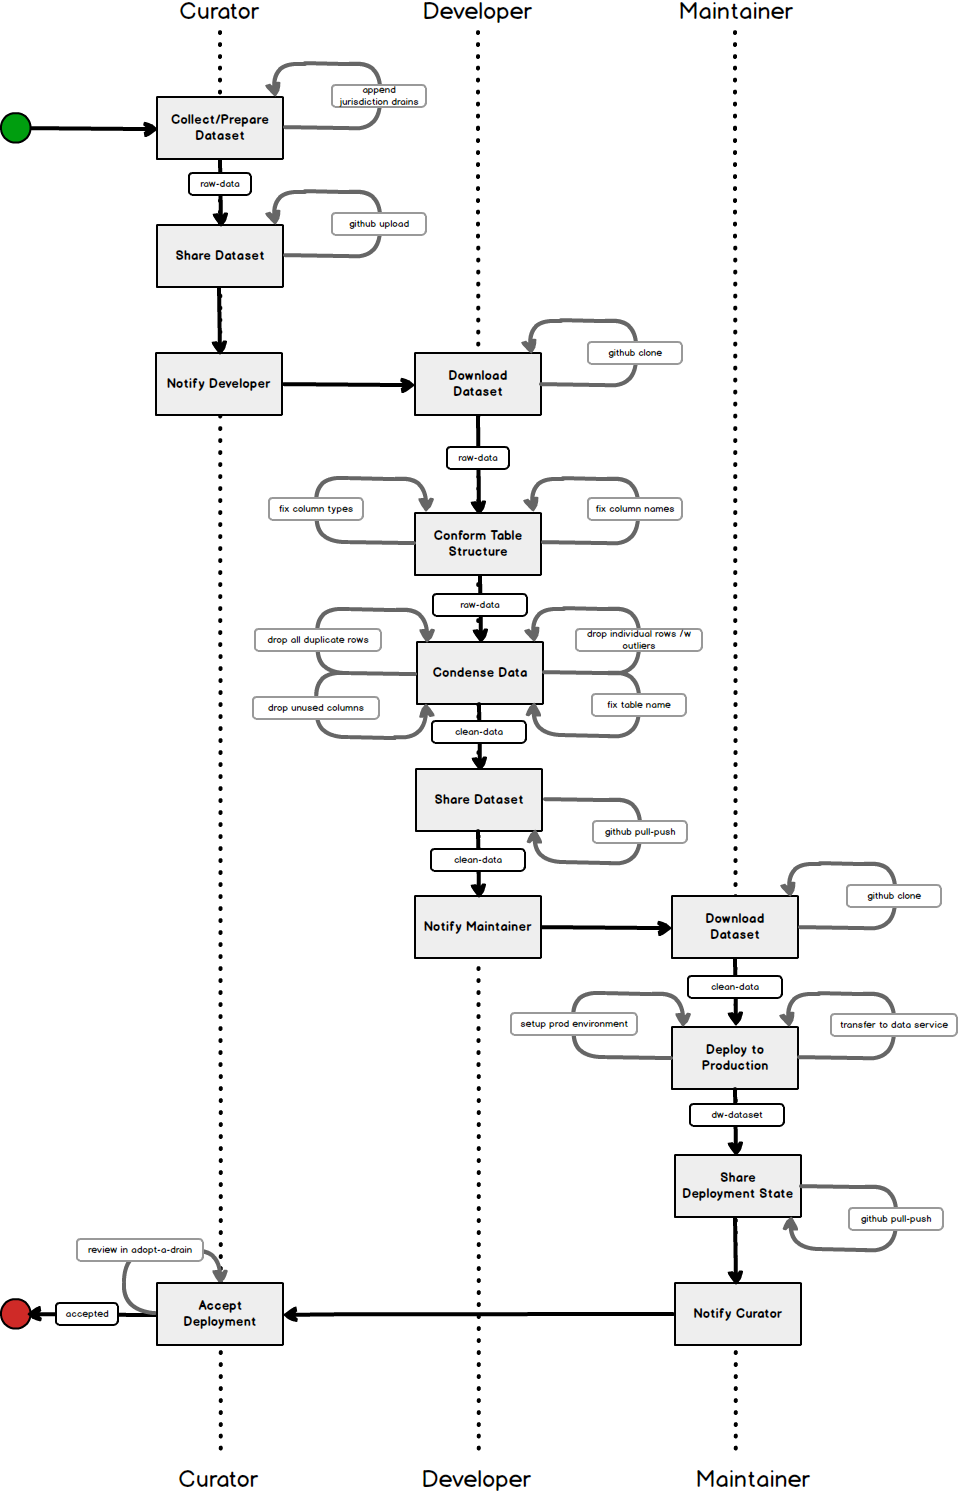 Curator
Developer
Maintainer
append
jurisdiction drains
Collect/Prepare
Dataset
raw-data
github upload
Share Dataset
github clone
Notify Developer
Download
Dataset
raw-data
fix column types
fix column names
Conform Table
Structure
raw-data
drop all duplicate rows
drop individual rows /w
outliers
Condense Data
drop unused columns
fix table name
clean-data
Share Dataset
github pull-push
clean-data
github clone
Notify Maintainer
Download
Dataset
clean-data
setup prod environment
transfer to data service
Deploy to
Production
dw-dataset
Share
Deployment State
github pull-push
review in adopt-a-drain
accepted
Accept
Deployment
Notify Curator
Curator
Developer
Maintainer